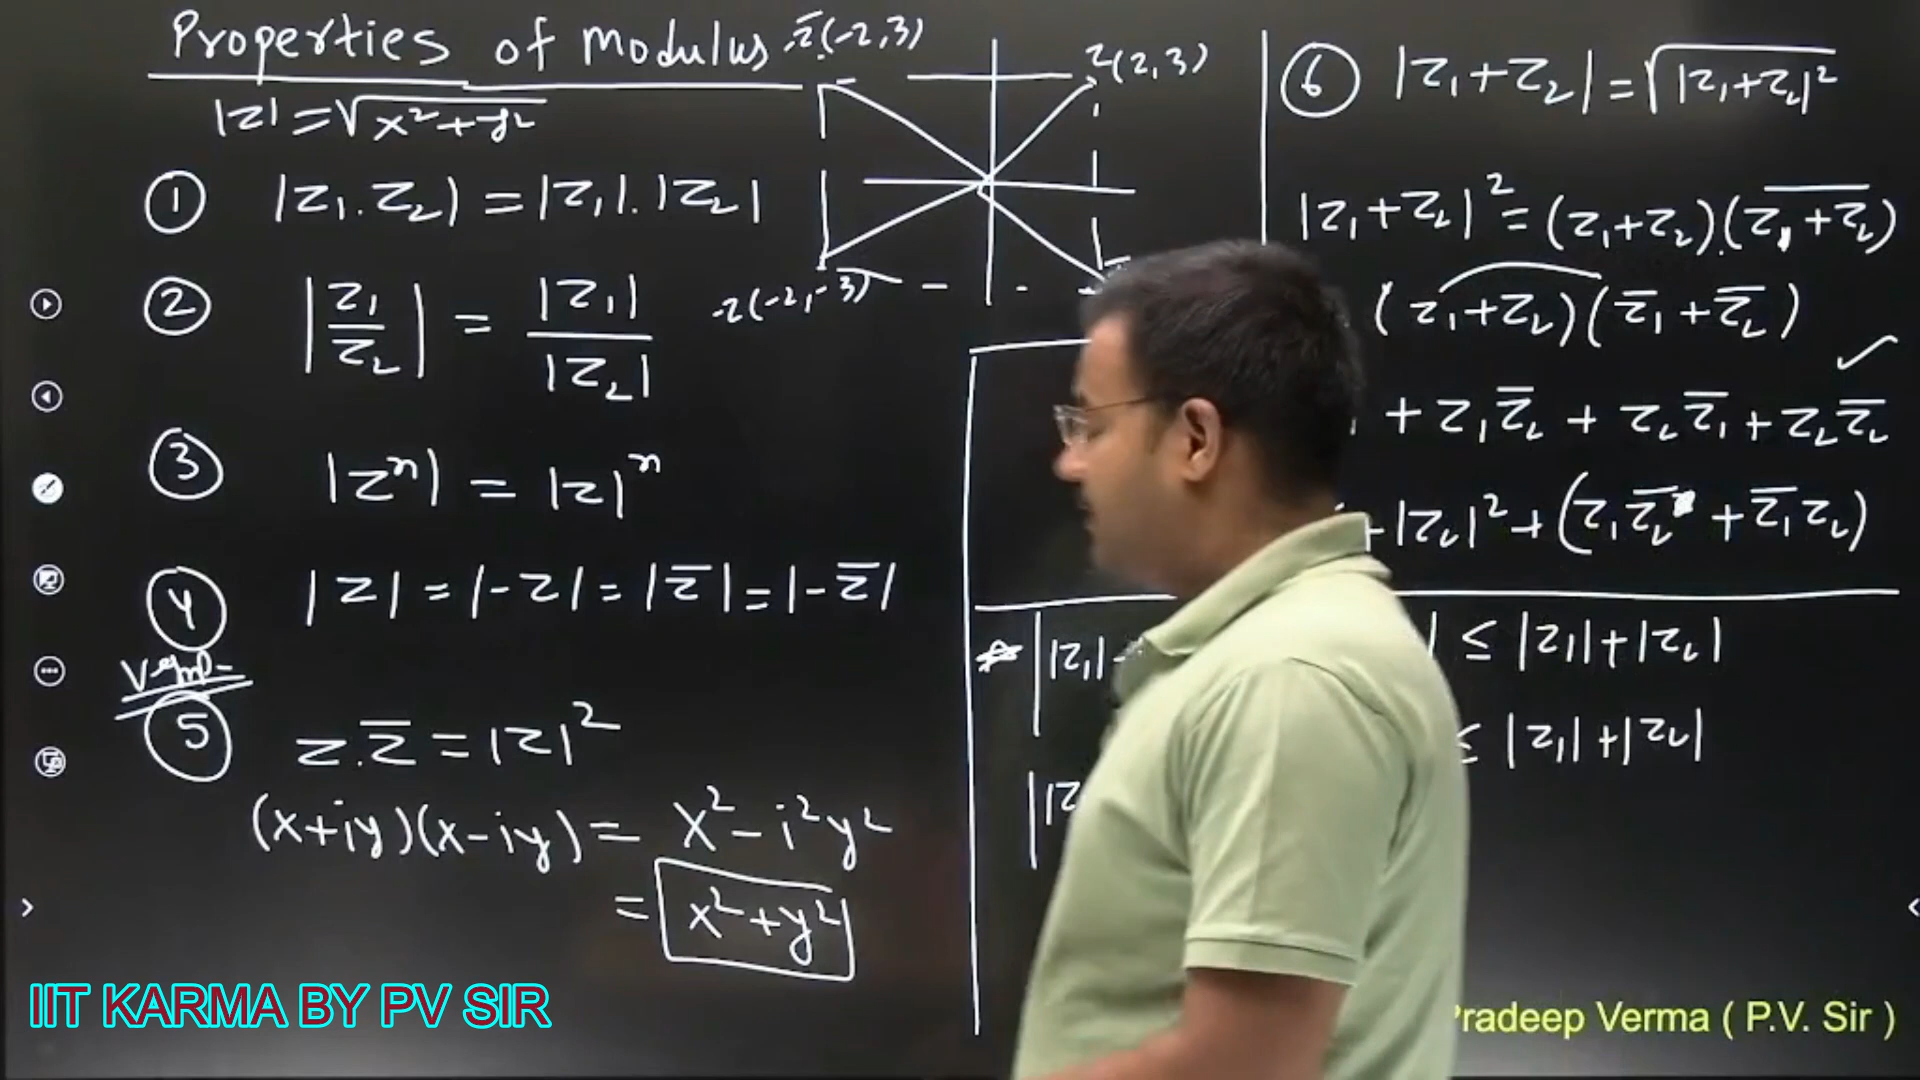 Properties of modulus
|z| = √x²+y²
-z̄(-2,3)
z(2,3)
-z(-2,-3)
① |z₁.z₂| = |z₁|.|z₂|
② |z₁/z₂| = |z₁|/|z₂|
③ |zⁿ| = |z|ⁿ
④ |z| = |-z| = |z̄| = |-z̄|
V.Imp-
⑤ z.z̄ = |z|²
(x+iy)(x-iy) = x² - i²y²
= x²+y²
⑥ |z₁+z₂| = √|z₁+z₂|²
|z₁+z₂|² = (z₁+z₂).(z₁+z₂)‾
(z₁+z₂)(z̄₁+z̄₂)
+ z₁z̄₂ + z₂z̄₁ + z₂z̄₂
+|z₂|² + (z₁z̄₂ + z̄₁z₂)
|z₁|- | ≤ |z₁|+|z₂|
≤ |z₁|+|z₂|
IIT KARMA BY PV SIR
Pradeep Verma ( P.V. Sir )